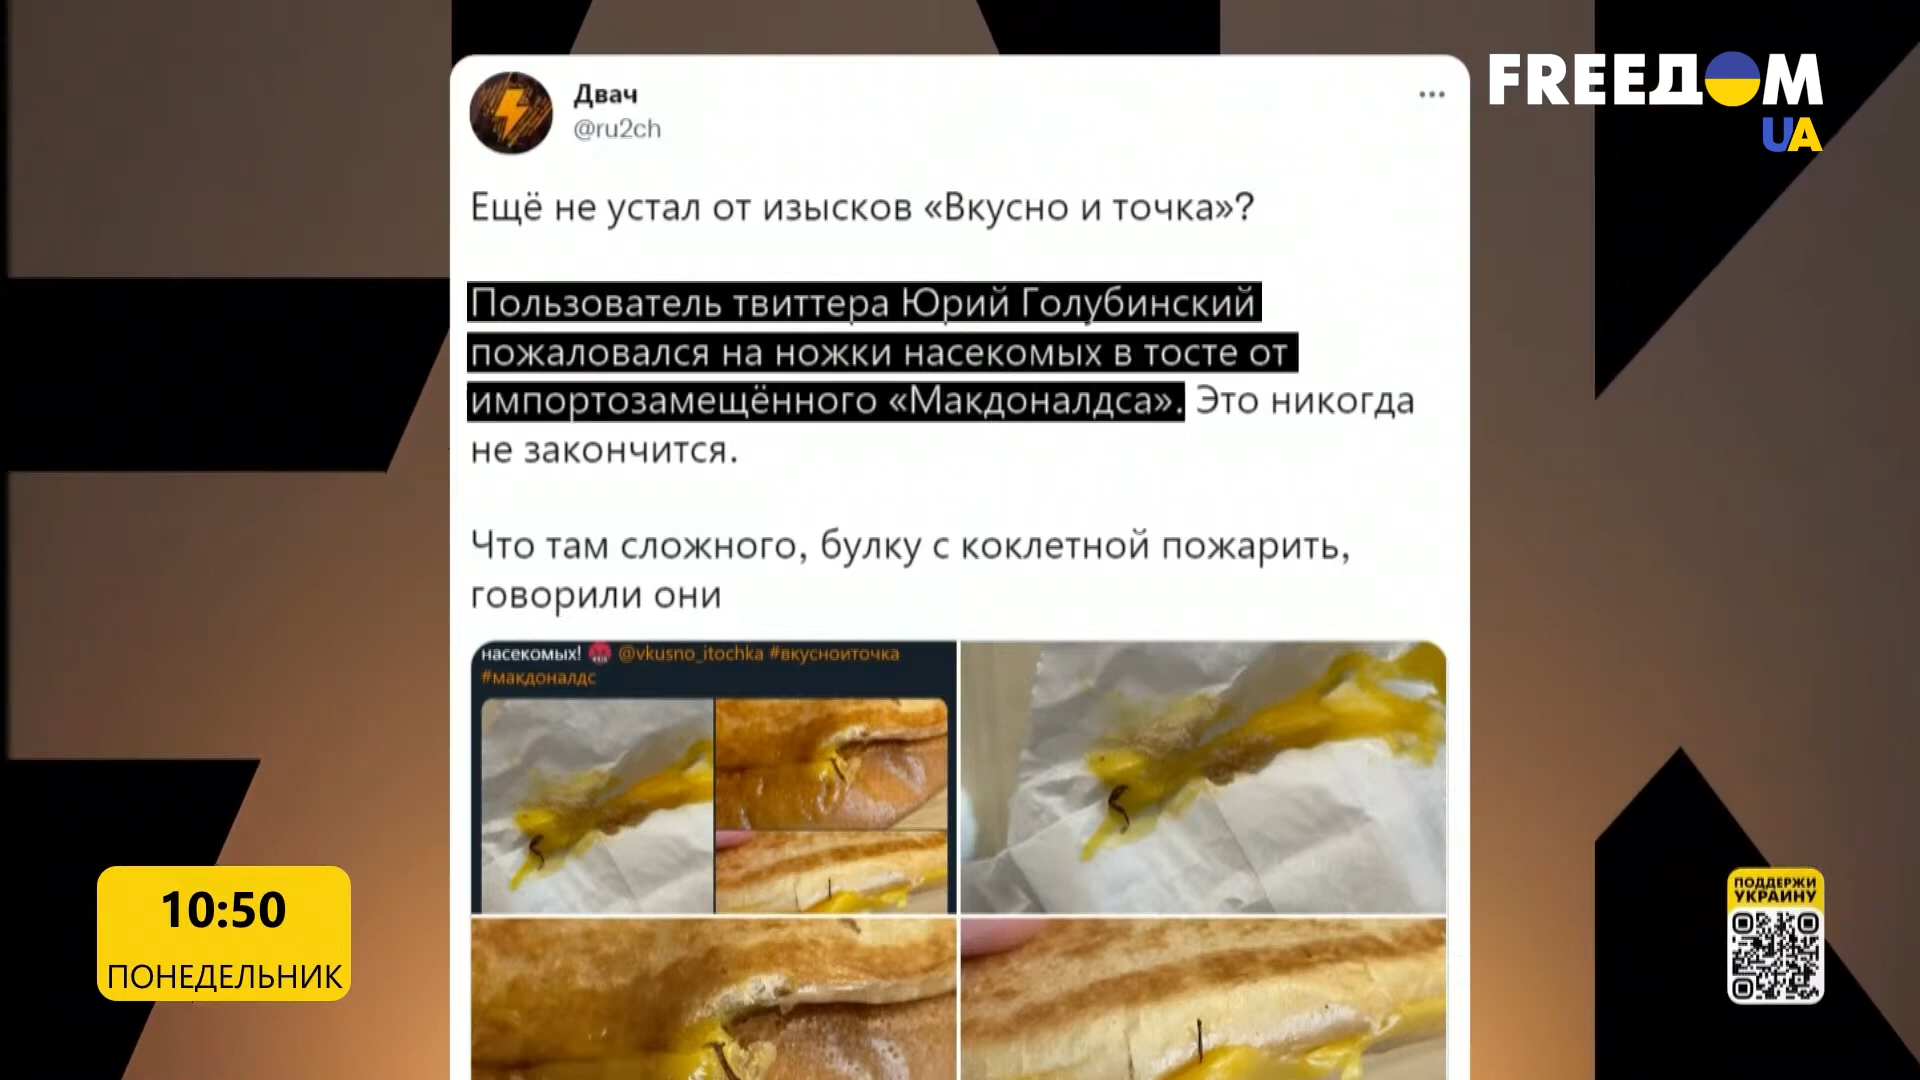 FREEДOM
UA
Двач
@ru2ch
Ещё не устал от изысков «Вкусно и точка»?
Пользователь твиттера Юрий Голубинский
пожаловался на ножки насекомых в тосте от
импортозамещённого «Макдоналдса». Это никогда
не закончится.
Что там сложного, булку с коклетной пожарить,
говорили они
насекомых! @vkusno_itochka #вкусноиточка
#макдоналдс
10:50
ПОНЕДЕЛЬНИК
ПОДДЕРЖИ
УКРАИНУ